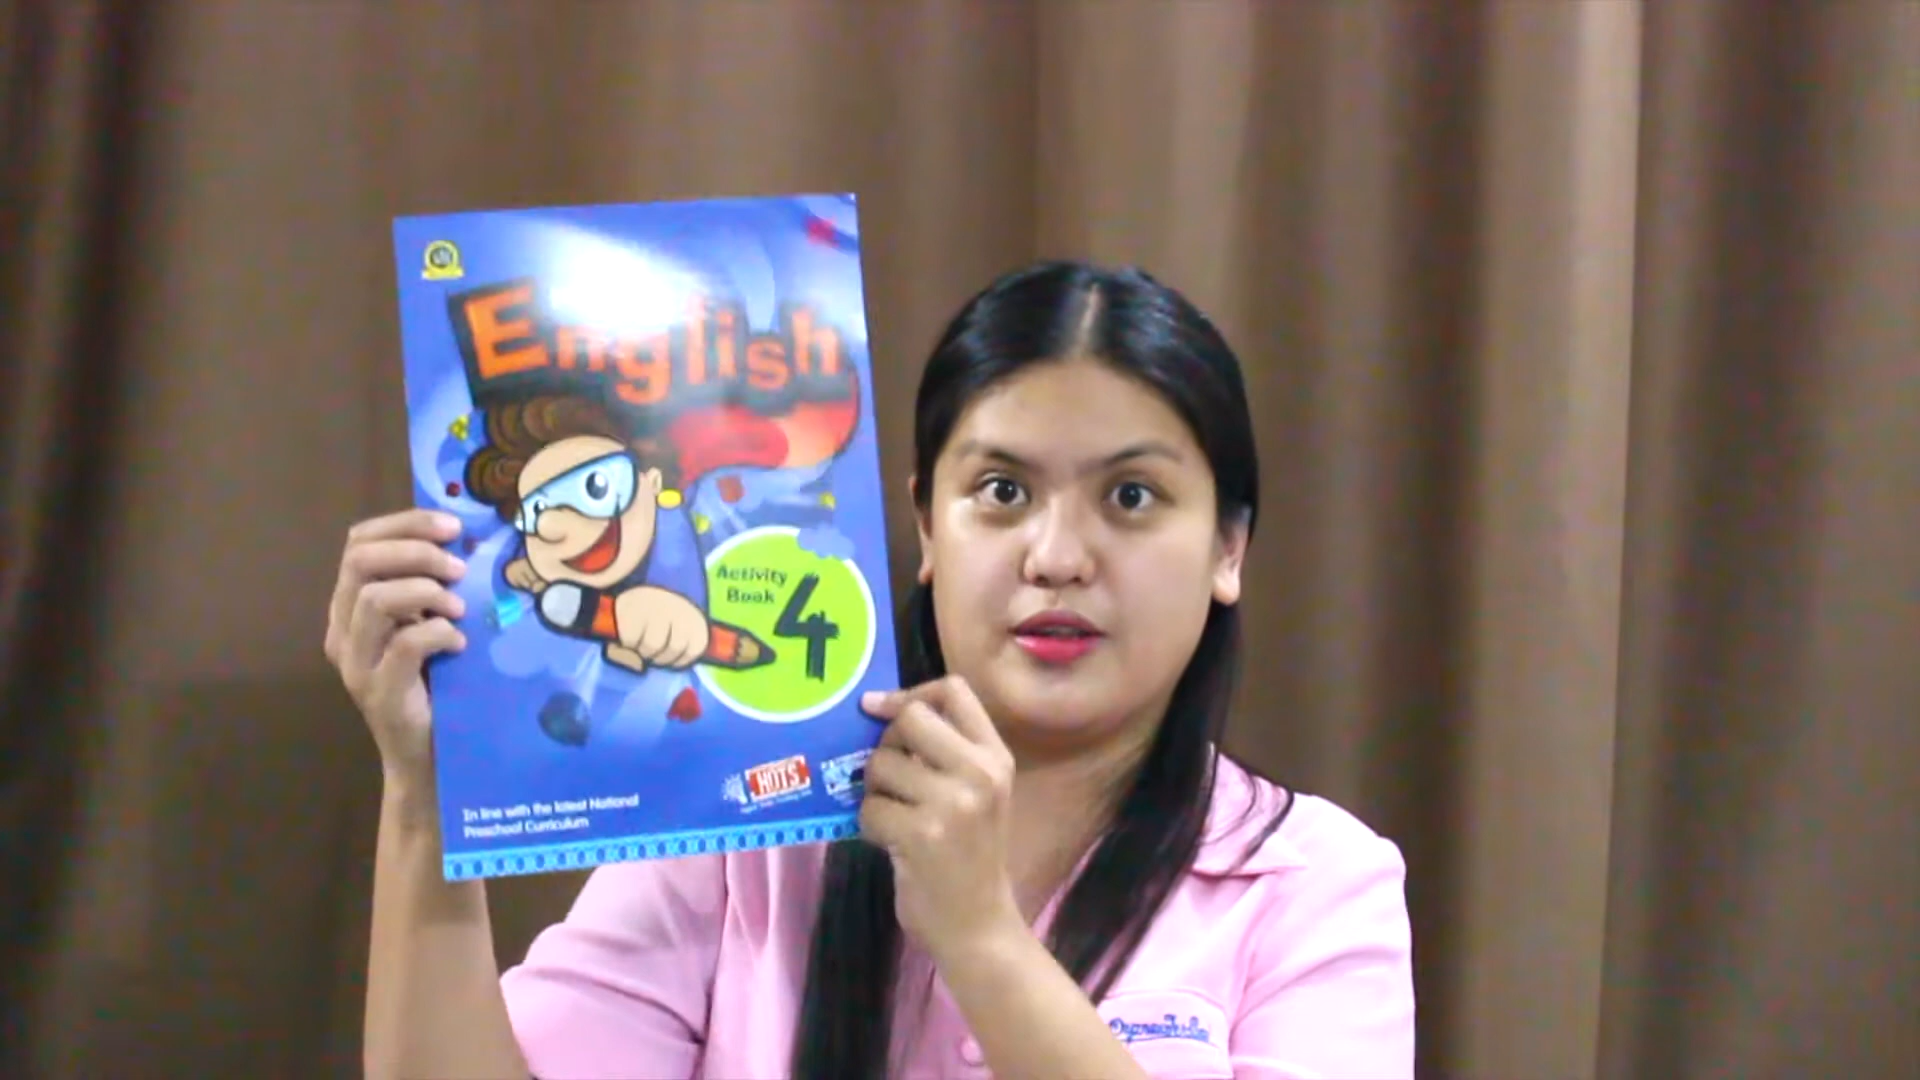 English
Activity
Book 4
HOTS
In line with the latest National
Preschool Curriculum